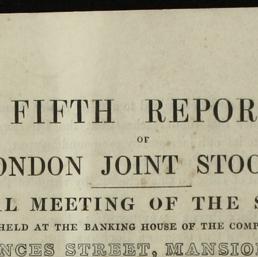 FIFTH REPOR
OF
ONDON JOINT STOC
AL MEETING OF THE S
HELD AT THE BANKING HOUSE OF THE COMP
NCES STREET, MANSIO